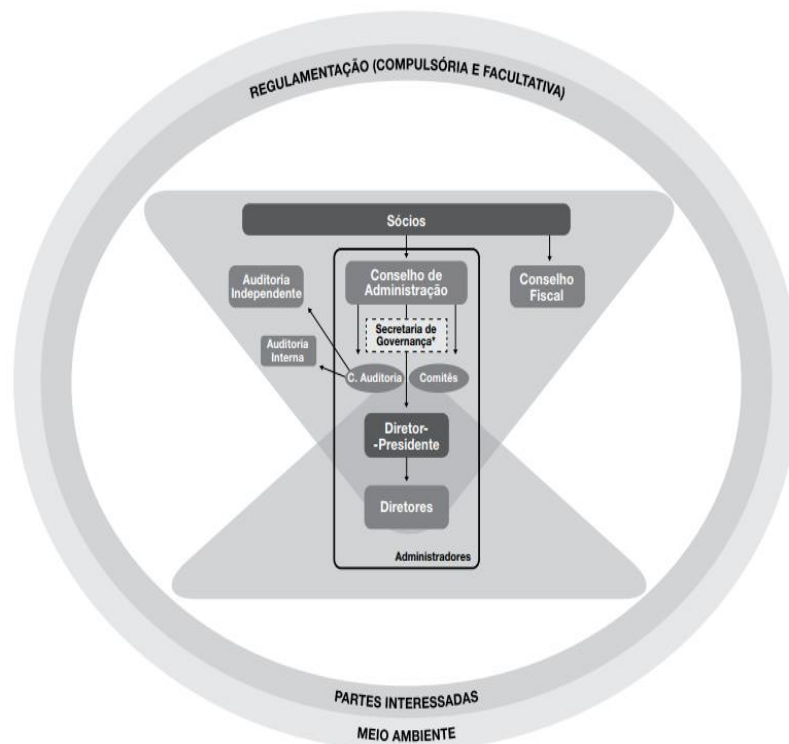 REGULAMENTAÇÃO (COMPULSÓRIA E FACULTATIVA)
Sócios
Auditoria
Independente
Conselho de
Administração
Conselho
Fiscal
Secretaria de
Governança*
Auditoria
Interna
C. Auditoria
Comitês
Diretor-
-Presidente
Diretores
Administradores
PARTES INTERESSADAS
MEIO AMBIENTE